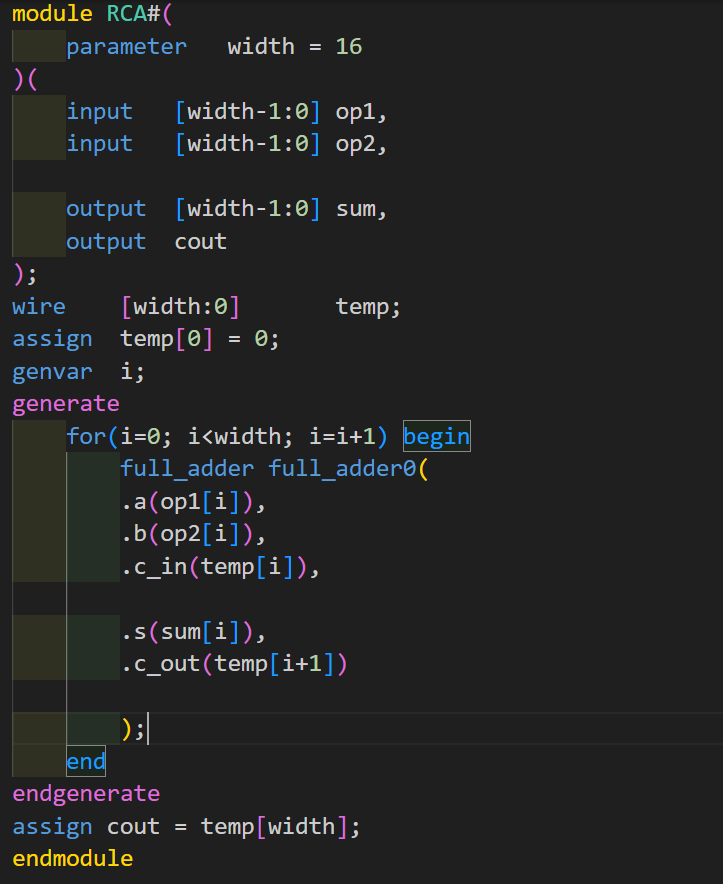 module RCA#(
parameter   width = 16
)(
input   [width-1:0] op1,
input   [width-1:0] op2,
output  [width-1:0] sum,
output  cout
);
wire    [width:0]       temp;
assign  temp[0] = 0;
genvar  i;
generate
for(i=0; i<width; i=i+1) begin
full_adder full_adder0(
.a(op1[i]),
.b(op2[i]),
.c_in(temp[i]),
.s(sum[i]),
.c_out(temp[i+1])
);
end
endgenerate
assign cout = temp[width];
endmodule